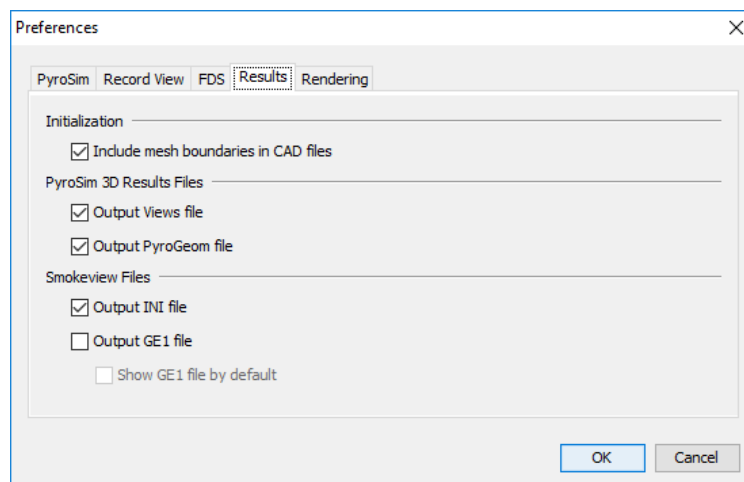 Preferences
PyroSim Record View FDS Results Rendering
Initialization
Include mesh boundaries in CAD files
PyroSim 3D Results Files
Output Views file
Output PyroGeom file
Smokeview Files
Output INI file
Output GE1 file
Show GE1 file by default
OK Cancel